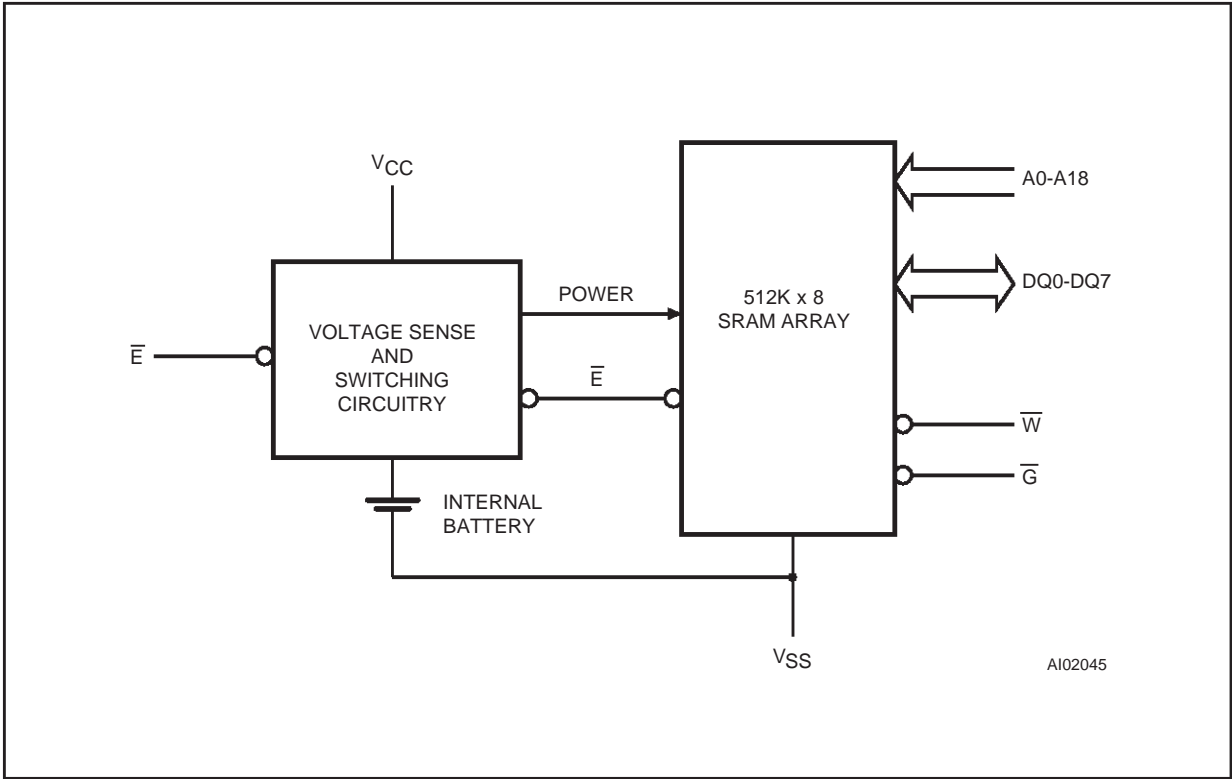 VCC
A0-A18
DQ0-DQ7
POWER
512K x 8
SRAM ARRAY
VOLTAGE SENSE
AND
SWITCHING
CIRCUITRY
E̅
E̅
W̅
G̅
INTERNAL
BATTERY
VSS
AI02045